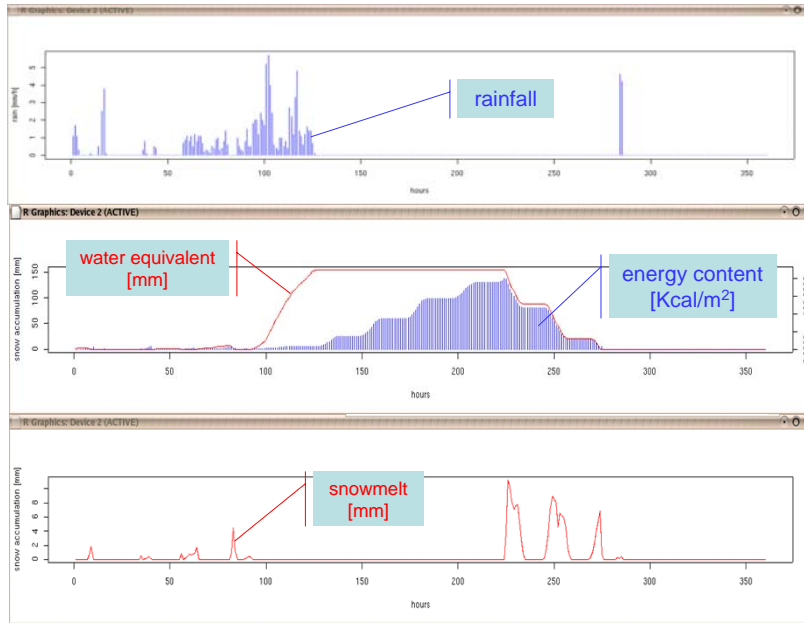 R Graphics: Device 2 (ACTIVE)
rain [mm/h]
0 1 2 3 4 5
rainfall
0 50 100 150 200 250 300 350
hours
R Graphics: Device 2 (ACTIVE)
snow accumulation [mm]
0 50 100 150
water equivalent
[mm]
energy content
[Kcal/m²]
0 50 100 150 200 250 300 350
hours
R Graphics: Device 2 (ACTIVE)
snow accumulation [mm]
0 2 4 6 8
snowmelt
[mm]
0 50 100 150 200 250 300 350
hours